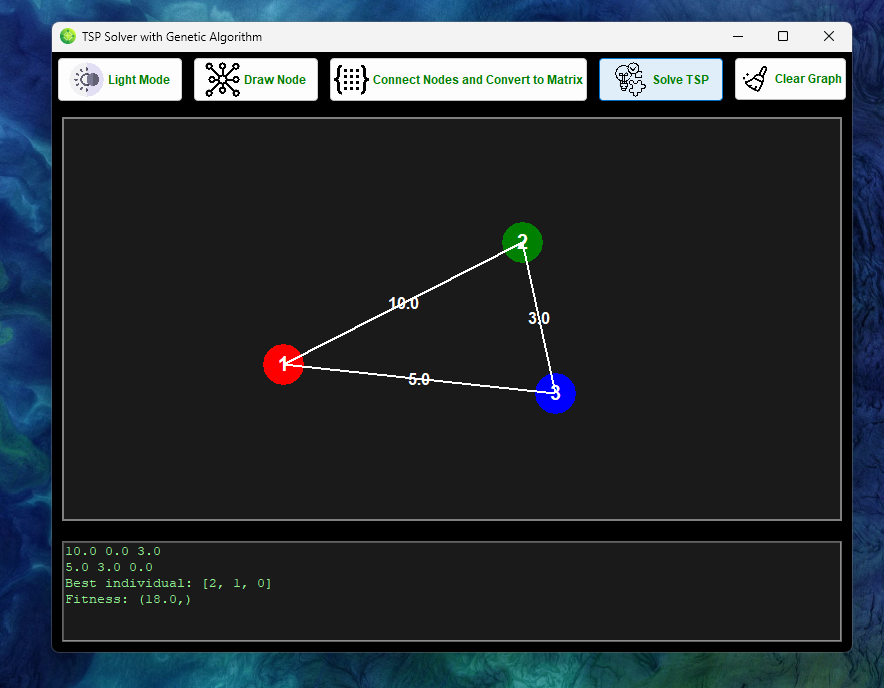 TSP Solver with Genetic Algorithm
Light Mode
Draw Node
Connect Nodes and Convert to Matrix
Solve TSP
Clear Graph
2
10.0
3.0
1
5.0
3
10.0 0.0 3.0
5.0 3.0 0.0
Best individual: [2, 1, 0]
Fitness: (18.0,)